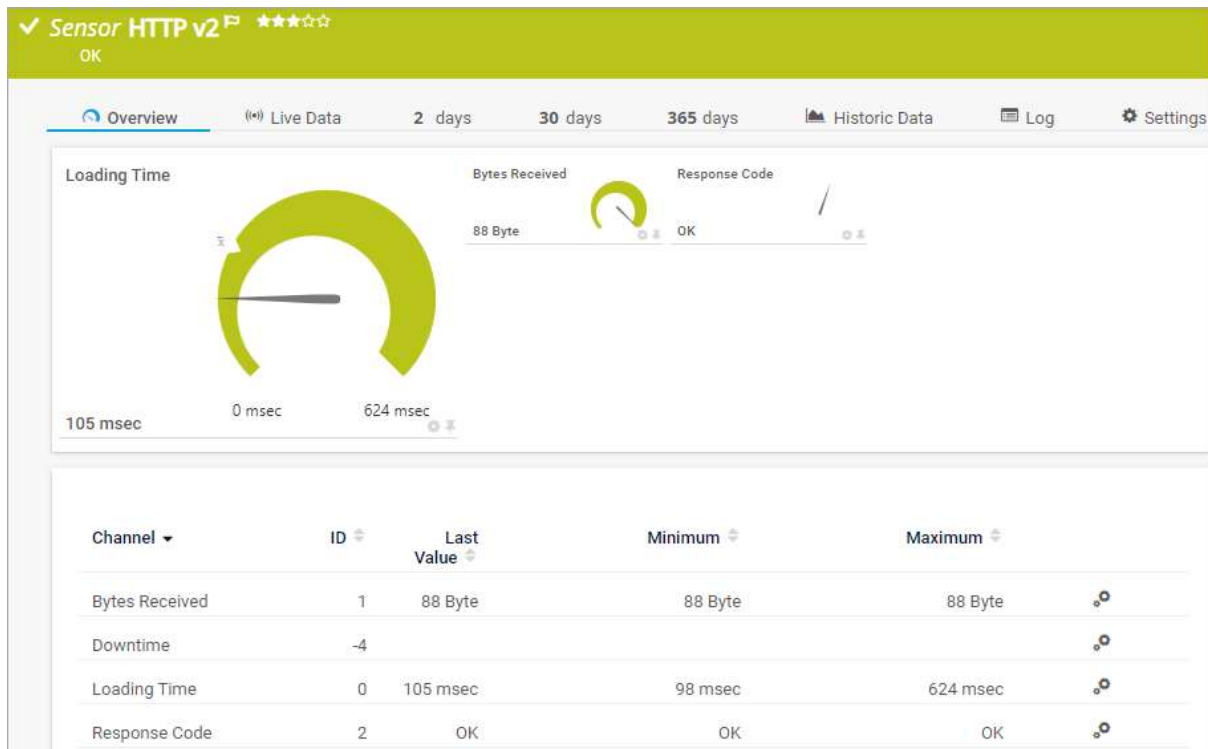 Sensor HTTP v2
OK
Overview Live Data 2 days 30 days 365 days Historic Data Log Settings
Loading Time
Bytes Received
Response Code
x
88 Byte
OK
0 msec
624 msec
105 msec
Channel ID Last Value Minimum Maximum
Bytes Received 1 88 Byte 88 Byte 88 Byte
Downtime -4
Loading Time 0 105 msec 98 msec 624 msec
Response Code 2 OK OK OK